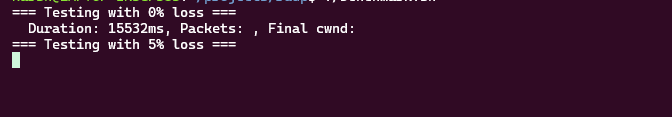 === Testing with 0% loss ===
Duration: 15532ms, Packets: , Final cwnd:
=== Testing with 5% loss ===